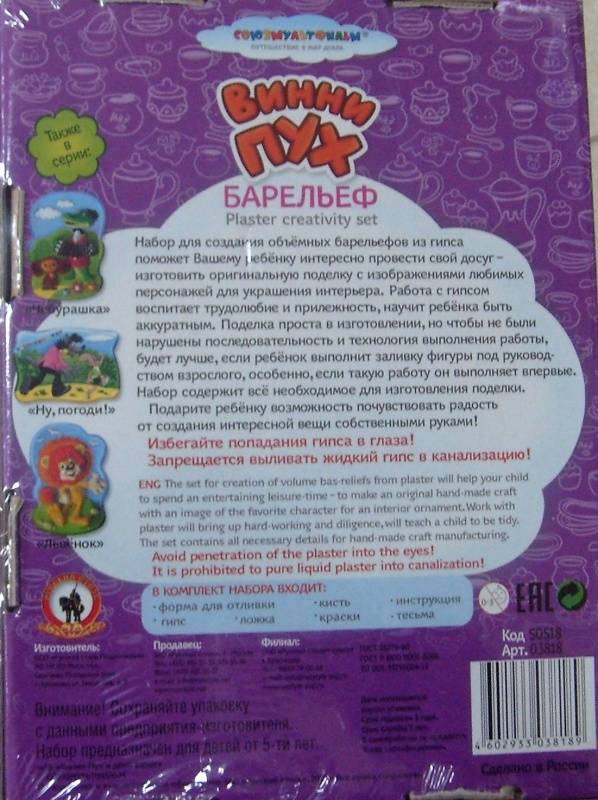 СОЮЗМУЛЬТФИЛЬМ®
ПУТЕШЕСТВИЕ В МИР ДОБРА
ВИННИ
ПУХ
Также
в
серии:
БАРЕЛЬЕФ
Plaster creativity set
Набор для создания объёмных барельефов из гипса
поможет Вашему ребёнку интересно провести свой досуг –
изготовить оригинальную поделку с изображениями любимых
персонажей для украшения интерьера. Работа с гипсом
воспитает трудолюбие и прилежность, научит ребёнка быть
аккуратным. Поделка проста в изготовлении, но чтобы не были
нарушены последовательность и технология выполнения работы,
будет лучше, если ребёнок выполнит заливку фигуры под руковод-
ством взрослого, особенно, если такую работу он выполняет впервые.
Набор содержит всё необходимое для изготовления поделки.
Подарите ребёнку возможность почувствовать радость
от создания интересной вещи собственными руками!
Избегайте попадания гипса в глаза!
Запрещается выливать жидкий гипс в канализацию!
«Чебурашка»
«Ну, погоди!»
«Львёнок»
ENG The set for creation of volume bas-reliefs from plaster will help your child
to spend an entertaining leisure-time – to make an original hand-made craft
with an image of the favorite character for an interior ornament. Work with
plaster will bring up hard-working and diligence, will teach a child to be tidy.
The set contains all necessary details for hand-made craft manufacturing.
Avoid penetration of the plaster into the eyes!
It is prohibited to pure liquid plaster into canalization!
В КОМПЛЕКТ НАБОРА ВХОДИТ:
· форма для отливки · кисть · инструкция
· гипс · ложка · краски · тесьма
0-3
ЕАС
Код 50518
Арт. 03818
Изготовитель:
Продавец:
Филиал:
Внимание! Сохраняйте упаковку
с данными предприятия-изготовителя.
Набор предназначен для детей от 5-ти лет.
4 602933 038189
Сделано в России